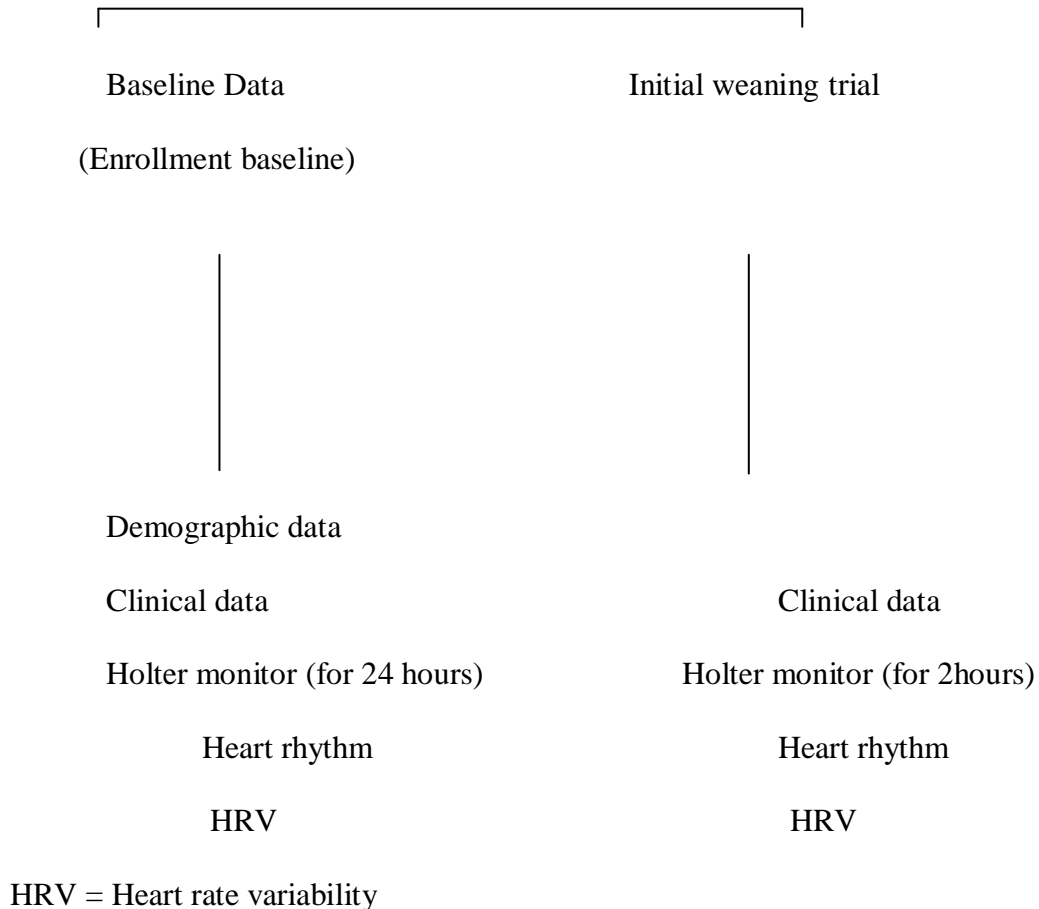 Baseline Data Initial weaning trial
(Enrollment baseline)
Demographic data
Clinical data Clinical data
Holter monitor (for 24 hours) Holter monitor (for 2hours)
Heart rhythm Heart rhythm
HRV HRV
HRV = Heart rate variability